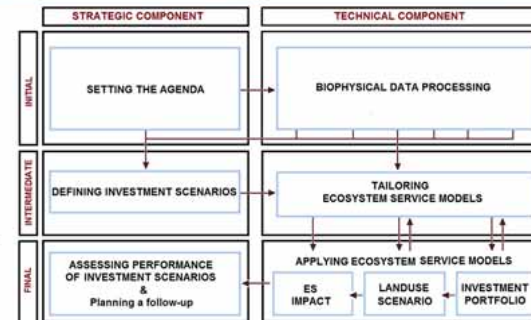 STRATEGIC COMPONENT
TECHNICAL COMPONENT
INITIAL
SETTING THE AGENDA
BIOPHYSICAL DATA PROCESSING
INTERMEDIATE
DEFINING INVESTMENT SCENARIOS
TAILORING
ECOSYSTEM SERVICE MODELS
FINAL
ASSESSING PERFORMANCE
OF INVESTMENT SCENARIOS
&
Planning a follow-up
APPLYING ECOSYSTEM SERVICE MODELS
ES
IMPACT
LANDUSE
SCENARIO
INVESTMENT
PORTFOLIO